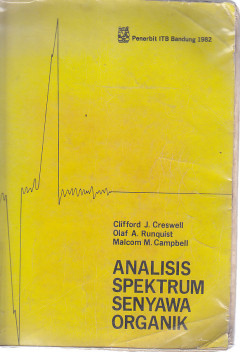 Penerbit ITB Bandung 1982
Clifford J. Creswell
Olaf A. Runquist
Malcom M. Campbell
ANALISIS
SPEKTRUM
SENYAWA
ORGANIK